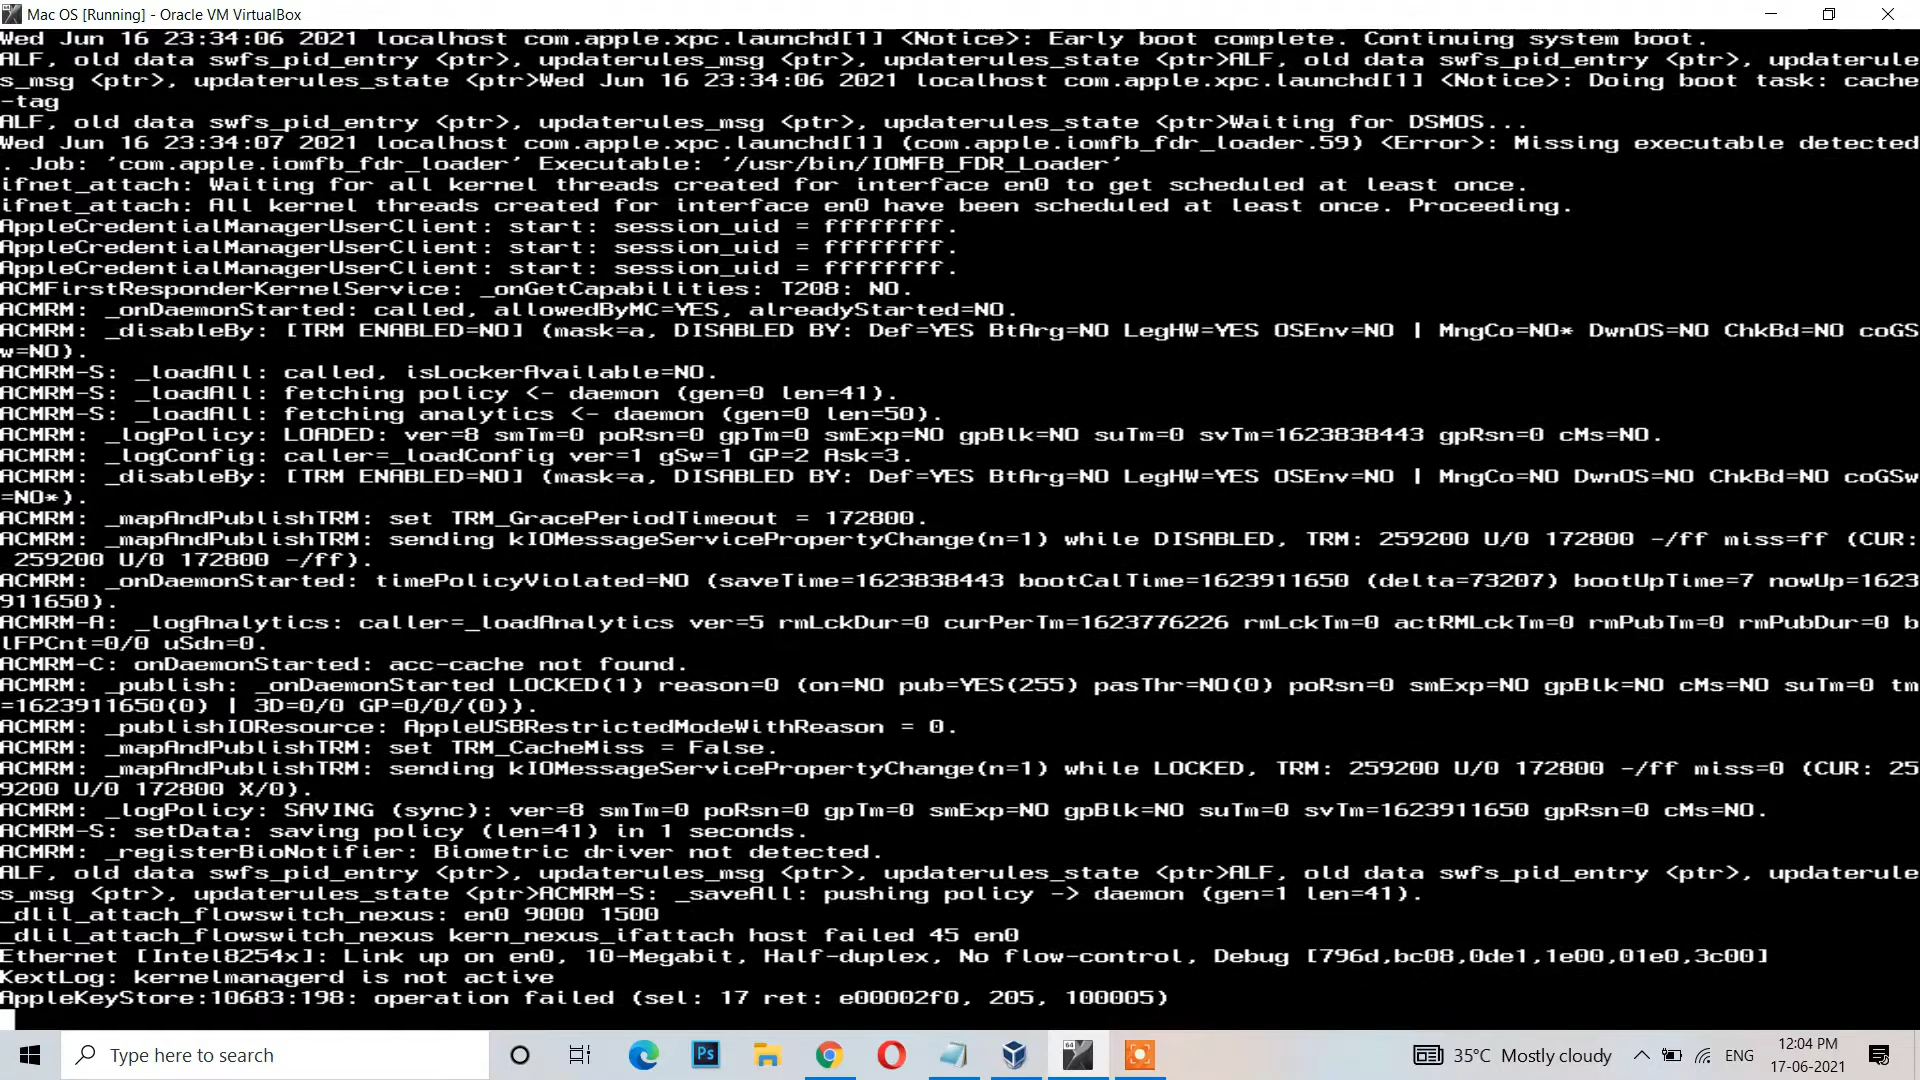 Mac OS [Running] - Oracle VM VirtualBox
Wed Jun 16 23:34:06 2021 localhost com.apple.xpc.launchd[1] <Notice>: Early boot complete. Continuing system boot.
ALF, old data swfs_pid_entry <ptr>, updaterules_msg <ptr>, updaterules_state <ptr>ALF, old data swfs_pid_entry <ptr>, updaterule
s_msg <ptr>, updaterules_state <ptr>Wed Jun 16 23:34:06 2021 localhost com.apple.xpc.launchd[1] <Notice>: Doing boot task: cache
-tag
ALF, old data swfs_pid_entry <ptr>, updaterules_msg <ptr>, updaterules_state <ptr>Waiting for DSMOS...
Wed Jun 16 23:34:07 2021 localhost com.apple.xpc.launchd[1] (com.apple.iomfb_fdr_loader.59) <Error>: Missing executable detected
. Job: 'com.apple.iomfb_fdr_loader' Executable: '/usr/bin/IOMFB_FDR_Loader'
ifnet_attach: Waiting for all kernel threads created for interface en0 to get scheduled at least once.
ifnet_attach: All kernel threads created for interface en0 have been scheduled at least once. Proceeding.
AppleCredentialManagerUserClient: start: session_uid = ffffffff.
AppleCredentialManagerUserClient: start: session_uid = ffffffff.
AppleCredentialManagerUserClient: start: session_uid = ffffffff.
ACMFirstResponderKernelService: _onGetCapabilities: T208: NO.
ACMRM: _onDaemonStarted: called, allowedByMC=YES, alreadyStarted=NO.
ACMRM: _disableBy: [TRM ENABLED=NO] (mask=a, DISABLED BY: Def=YES BtArg=NO LegHW=YES OSEnv=NO | MngCo=NO* DwnOS=NO ChkBd=NO coGS
w=NO).
ACMRM-S: _loadAll: called, isLockerAvailable=NO.
ACMRM-S: _loadAll: fetching policy <- daemon (gen=0 len=41).
ACMRM-S: _loadAll: fetching analytics <- daemon (gen=0 len=50).
ACMRM: _logPolicy: LOADED: ver=8 smTm=0 poRsn=0 gpTm=0 smExp=NO gpBlk=NO suTm=0 svTm=1623838443 gpRsn=0 cMs=NO.
ACMRM: _logConfig: caller=_loadConfig ver=1 gSw=1 GP=2 Ask=3.
ACMRM: _disableBy: [TRM ENABLED=NO] (mask=a, DISABLED BY: Def=YES BtArg=NO LegHW=YES OSEnv=NO | MngCo=NO DwnOS=NO ChkBd=NO coGSw
=NO*).
ACMRM: _mapAndPublishTRM: set TRM_GracePeriodTimeout = 172800.
ACMRM: _mapAndPublishTRM: sending kIOMessageServicePropertyChange(n=1) while DISABLED, TRM: 259200 U/0 172800 -/ff miss=ff (CUR:
259200 U/0 172800 -/ff).
ACMRM: _onDaemonStarted: timePolicyViolated=NO (saveTime=1623838443 bootCalTime=1623911650 (delta=73207) bootUpTime=7 nowUp=1623
911650).
ACMRM-A: _logAnalytics: caller=_loadAnalytics ver=5 rmLckDur=0 curPerTm=1623776226 rmLckTm=0 actRMLckTm=0 rmPubTm=0 rmPubDur=0 b
lFPCnt=0/0 uSdn=0.
ACMRM-C: onDaemonStarted: acc-cache not found.
ACMRM: _publish: _onDaemonStarted LOCKED(1) reason=0 (on=NO pub=YES(255) pasThr=NO(0) poRsn=0 smExp=NO gpBlk=NO cMs=NO suTm=0 tm
=1623911650(0) | 3D=0/0 GP=0/0/(0)).
ACMRM: _publishIOResource: AppleUSBRestrictedModeWithReason = 0.
ACMRM: _mapAndPublishTRM: set TRM_CacheMiss = False.
ACMRM: _mapAndPublishTRM: sending kIOMessageServicePropertyChange(n=1) while LOCKED, TRM: 259200 U/0 172800 -/ff miss=0 (CUR: 25
9200 U/0 172800 X/0).
ACMRM: _logPolicy: SAVING (sync): ver=8 smTm=0 poRsn=0 gpTm=0 smExp=NO gpBlk=NO suTm=0 svTm=1623911650 gpRsn=0 cMs=NO.
ACMRM-S: setData: saving policy (len=41) in 1 seconds.
ACMRM: _registerBioNotifier: Biometric driver not detected.
ALF, old data swfs_pid_entry <ptr>, updaterules_msg <ptr>, updaterules_state <ptr>ALF, old data swfs_pid_entry <ptr>, updaterule
s_msg <ptr>, updaterules_state <ptr>ACMRM-S: _saveAll: pushing policy -> daemon (gen=1 len=41).
_dlil_attach_flowswitch_nexus: en0 9000 1500
_dlil_attach_flowswitch_nexus kern_nexus_ifattach host failed 45 en0
Ethernet [Intel8254x]: Link up on en0, 10-Megabit, Half-duplex, No flow-control, Debug [796d,bc08,0de1,1e00,01e0,3c00]
KextLog: kernelmanagerd is not active
AppleKeyStore:10683:198: operation failed (sel: 17 ret: e00002f0, 205, 100005)
Type here to search
Ps
64
35°C Mostly cloudy
ENG
12:04 PM
17-06-2021